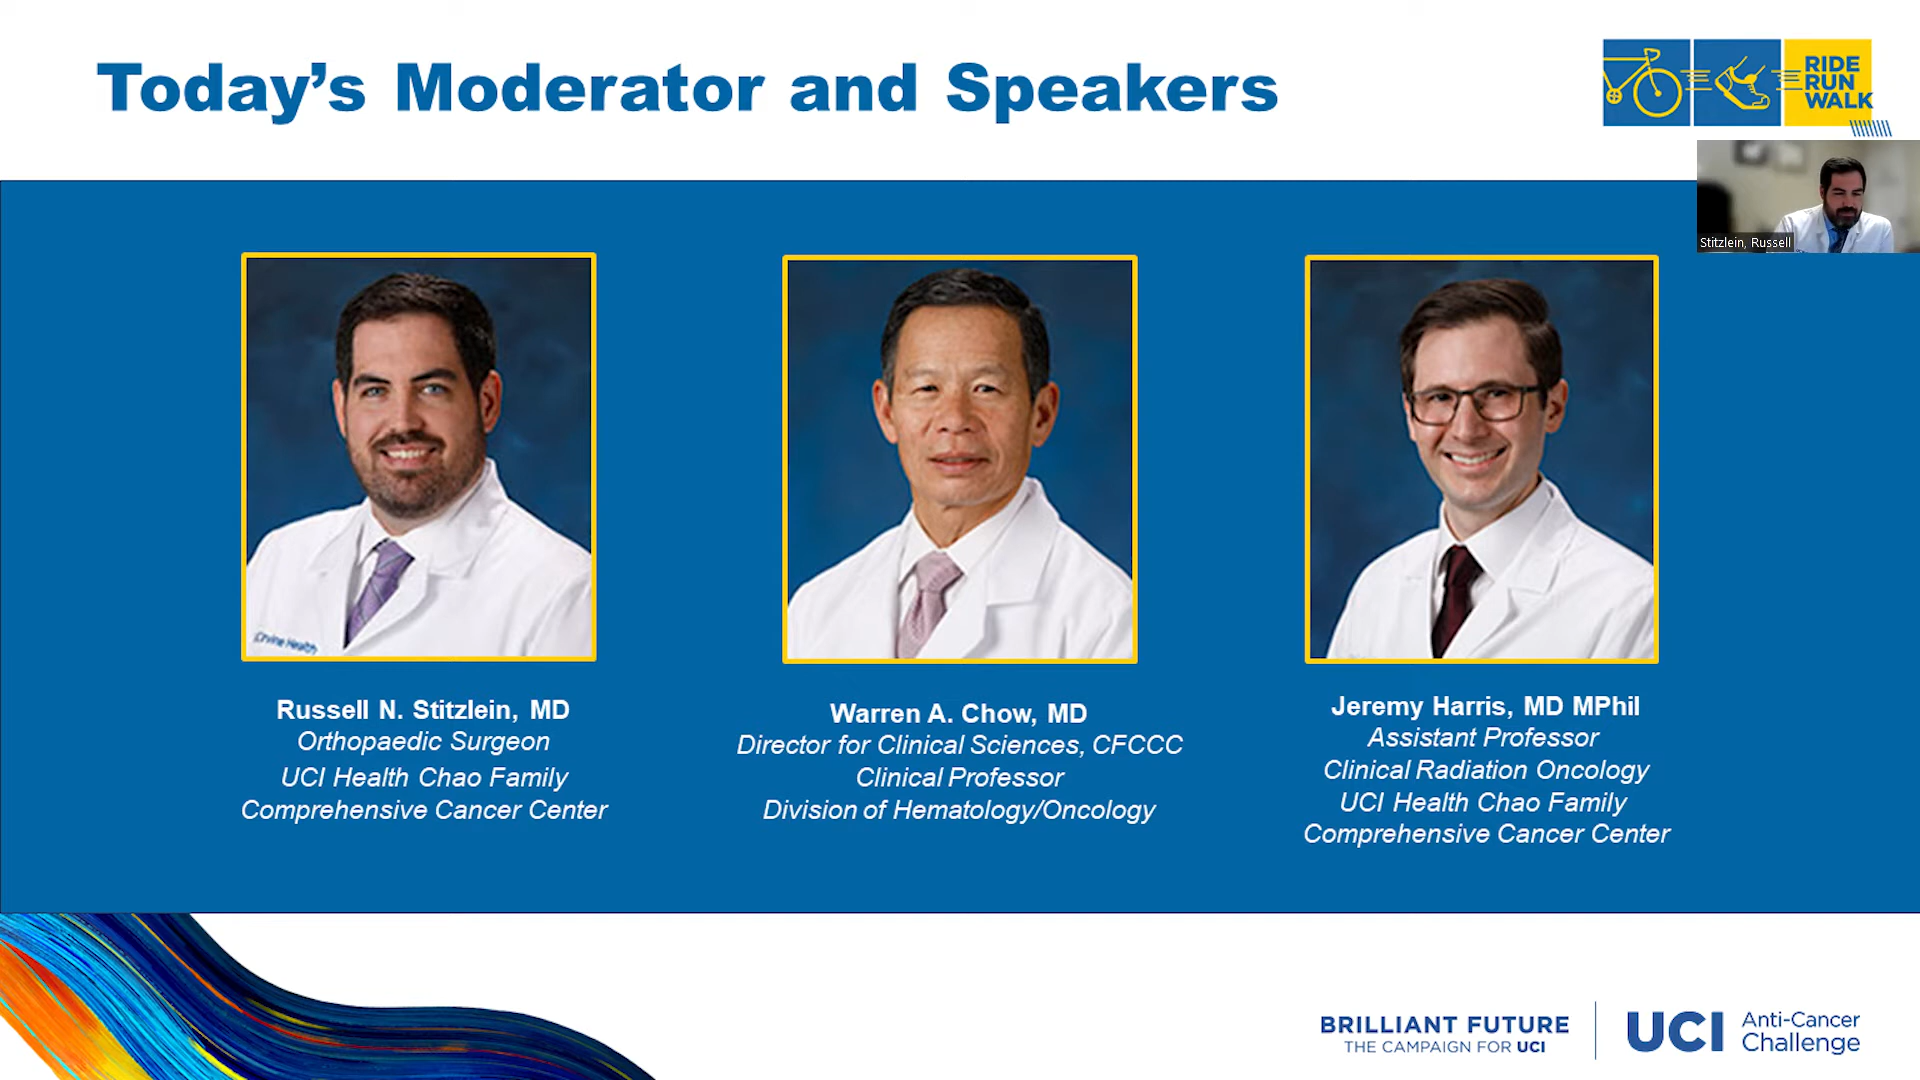 Today's Moderator and Speakers
RIDE
RUN
WALK
Stitzlein, Russell
Irvine Health
Russell N. Stitzlein, MD
Orthopaedic Surgeon
UCI Health Chao Family
Comprehensive Cancer Center
Warren A. Chow, MD
Director for Clinical Sciences, CFCCC
Clinical Professor
Division of Hematology/Oncology
Jeremy Harris, MD MPhil
Assistant Professor
Clinical Radiation Oncology
UCI Health Chao Family
Comprehensive Cancer Center
BRILLIANT FUTURE
THE CAMPAIGN FOR UCI
UCI Anti-Cancer
Challenge